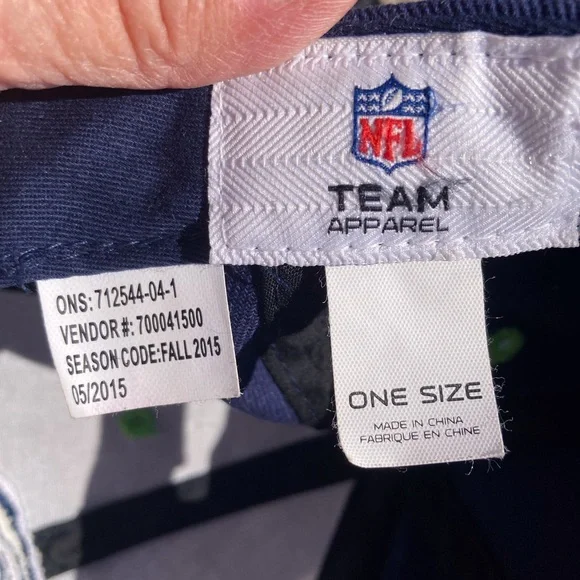 NFL
TEAM
APPAREL
ONS: 712544-04-1
VENDOR #: 700041500
SEASON CODE:FALL 2015
05/2015
ONE SIZE
MADE IN CHINA
FABRIQUE EN CHINE